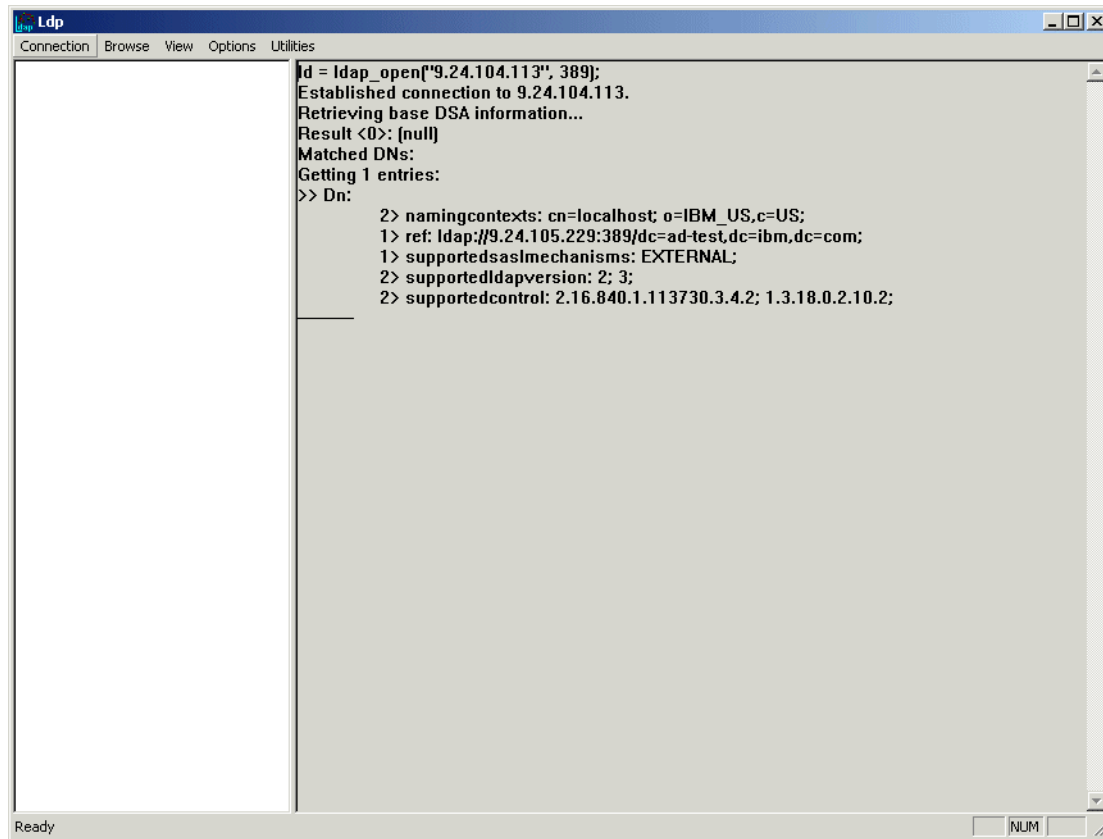 Ldp
Connection Browse View Options Utilities
ld = ldap_open("9.24.104.113", 389);
Established connection to 9.24.104.113.
Retrieving base DSA information...
Result <0>: (null)
Matched DNs:
Getting 1 entries:
>> Dn:
2> namingcontexts: cn=localhost; o=IBM_US,c=US;
1> ref: ldap://9.24.105.229:389/dc=ad-test,dc=ibm,dc=com;
1> supportedsaslmechanisms: EXTERNAL;
2> supportedldapversion: 2; 3;
2> supportedcontrol: 2.16.840.1.113730.3.4.2; 1.3.18.0.2.10.2;
Ready NUM